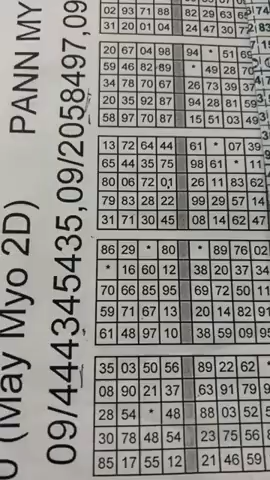 02 93 71 88 82 29 63
31 20 01 04 24 47 30
20 67 04 98 94 * 51 69
59 46 82 89 * 49 28 70
34 78 70 67 26 73 39 37
20 35 92 87 94 28 81 59
58 97 70 87 15 51 03 49
13 72 64 44 61 * 07 39
65 44 35 75 98 61 * 11
80 06 72 01 26 11 83 62
79 83 28 22 99 29 57 14
31 71 30 45 08 14 62 47
86 29 * 80 * 89 76 02
* 16 60 12 38 20 37 34
70 66 85 95 69 72 50 11
59 71 67 13 20 14 82 91
61 48 97 10 38 59 09 95
35 03 50 56 89 22 62 *
08 90 21 37 63 91 79
28 54 * 48 88 03 52
30 78 48 54 23 75 56
85 17 55 12 21 46 59
(May Myo 2D) PANN MY
09/444345435,09/2058497,09